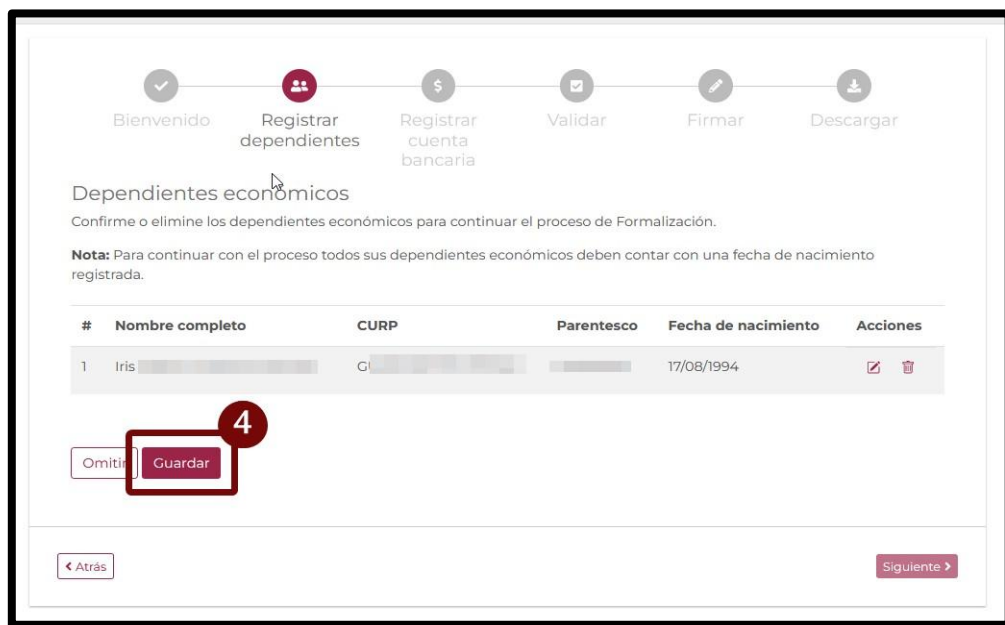 Bienvenido
Registrar
dependientes
Registrar
cuenta
bancaria
Validar
Firmar
Descargar
Dependientes económicos
Confirme o elimine los dependientes económicos para continuar el proceso de Formalización.
Nota: Para continuar con el proceso todos sus dependientes económicos deben contar con una fecha de nacimiento
registrada.
# Nombre completo CURP Parentesco Fecha de nacimiento Acciones
1 Iris 17/08/1994
4
Omitir Guardar
Atrás Siguiente